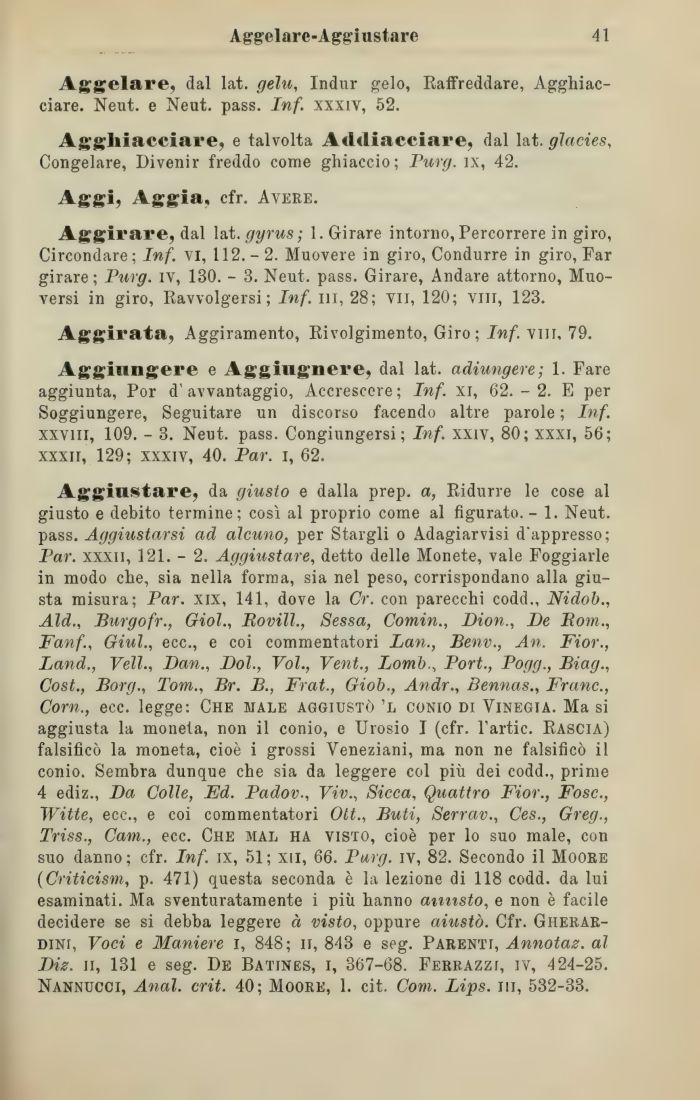 Aggelare-Aggiustare 41
Aggelare, dal lat. gelu, Indur gelo, Raffreddare, Agghiac-
ciare. Neut. e Neut. pass. Inf. XXXIV, 52.
Agghiacciare, e talvolta Addiacciare, dal lat. glacies,
Congelare, Divenir freddo come ghiaccio; Purg. IX, 42.
Aggi, Aggia, cfr. AVERE.
Aggirare, dal lat. gyrus; 1. Girare intorno, Percorrere in giro,
Circondare; Inf. VI, 112. - 2. Muovere in giro, Condurre in giro, Far
girare; Purg. IV, 130. - 3. Neut. pass. Girare, Andare attorno, Muo-
versi in giro, Ravvolgersi; Inf. III, 28; VII, 120; VIII, 123.
Aggirata, Aggiramento, Rivolgimento, Giro; Inf. VIII, 79.
Aggiungere e Aggiugnere, dal lat. adiungere; 1. Fare
aggiunta, Por d'avvantaggio, Accrescere; Inf. XI, 62. - 2. E per
Soggiungere, Seguitare un discorso facendo altre parole; Inf.
XXVIII, 109. - 3. Neut. pass. Congiungersi; Inf. XXIV, 80; XXXI, 56;
XXXII, 129; XXXIV, 40. Par. I, 62.
Aggiustare, da giusto e dalla prep. a, Ridurre le cose al
giusto e debito termine; così al proprio come al figurato. - 1. Neut.
pass. Aggiustarsi ad alcuno, per Stargli o Adagiarvisi d'appresso;
Par. XXXII, 121. - 2. Aggiustare, detto delle Monete, vale Foggiarle
in modo che, sia nella forma, sia nel peso, corrispondano alla giu-
sta misura; Par. XIX, 141, dove la Cr. con parecchi codd., Nidob.,
Ald., Burgofr., Giol., Rovill., Sessa, Comin., Dion., De Rom.,
Fanf., Giul., ecc., e coi commentatori Lan., Benv., An. Fior.,
Land., Vell., Dan., Dol., Vol., Vent., Lomb., Port., Pogg., Biag.,
Cost., Borg., Tom., Br. B., Frat., Giob., Andr., Bennas., Franc.,
Corn., ecc. legge: CHE MALE AGGIUSTÒ 'L CONIO DI VINEGIA. Ma si
aggiusta la moneta, non il conio, e Urosio I (cfr. l'artic. RASCIA)
falsificò la moneta, cioè i grossi Veneziani, ma non ne falsificò il
conio. Sembra dunque che sia da leggere col più dei codd., prime
4 ediz., Da Colle, Ed. Padov., Viv., Sicca, Quattro Fior., Fosc.,
Witte, ecc., e coi commentatori Ott., Buti, Serrav., Ces., Greg.,
Triss., Cam., ecc. CHE MAL HA VISTO, cioè per lo suo male, con
suo danno; cfr. Inf. IX, 51; XII, 66. Purg. IV, 82. Secondo il MOORE
(Criticism, p. 471) questa seconda è la lezione di 118 codd. da lui
esaminati. Ma sventuratamente i più hanno auusto, e non è facile
decidere se si debba leggere à visto, oppure aiustò. Cfr. GHERAR-
DINI, Voci e Maniere I, 848; II, 843 e seg. PARENTI, Annotaz. al
Diz. II, 131 e seg. DE BATINES, I, 367-68. FERRAZZI, IV, 424-25.
NANNUCCI, Anal. crit. 40; MOORE, l. cit. Com. Lips. III, 532-33.